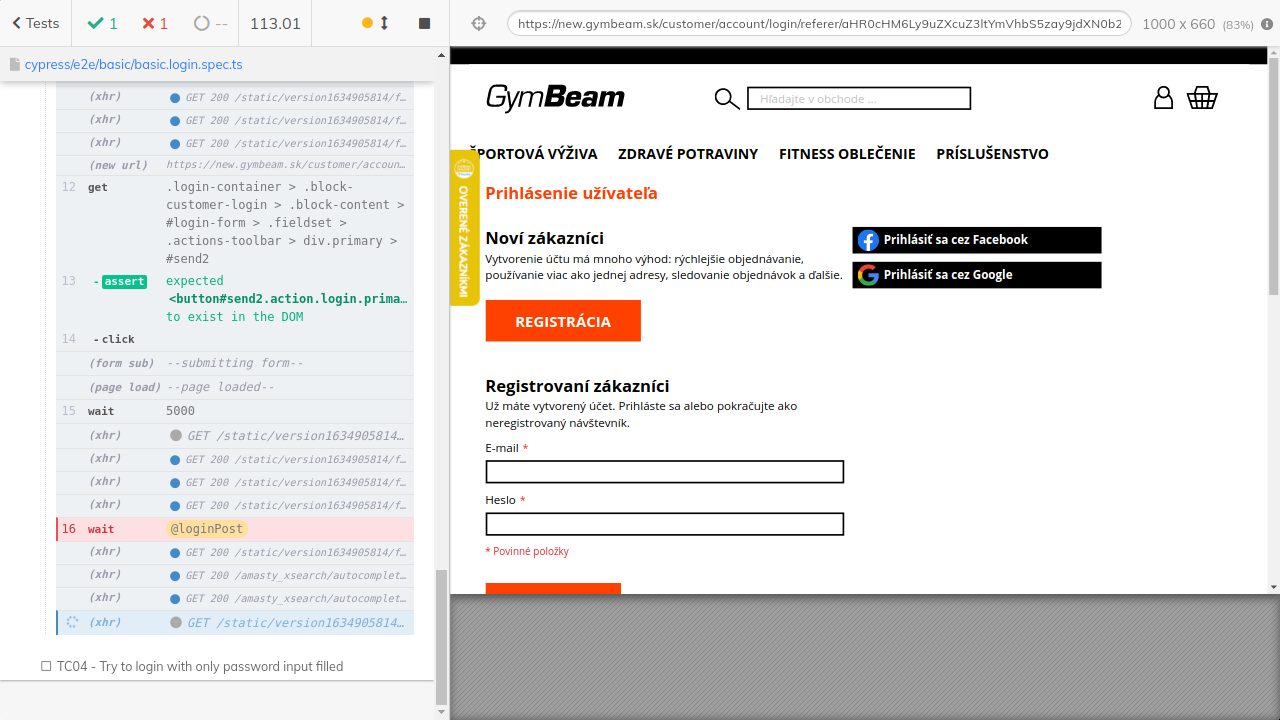 Tests
1
1
--
113.01
https://new.gymbeam.sk/customer/account/login/referer/aHR0cHM6Ly9uZXcuZ3ltYmVhbS5zay9jdXN0b2
1000 x 660 (83%)
cypress/e2e/basic/basic.login.spec.ts
(xhr) GET 200 /static/version1634905814/f…
(xhr) GET 200 /static/version1634905814/f…
(xhr) GET 200 /static/version1634905814/f…
(new url) https://new.gymbeam.sk/customer/accoun…
12 get .login-container > .block-
customer-login > .block-content >
#login-form > .fieldset >
.actions-toolbar > div.primary >
#send2
13 - assert expected
<button#send2.action.login.prima…
to exist in the DOM
14 - click
(form sub) --submitting form--
(page load) --page loaded--
15 wait 5000
(xhr) GET /static/version1634905814…
(xhr) GET 200 /static/version1634905814/f…
(xhr) GET 200 /static/version1634905814/f…
(xhr) GET 200 /static/version1634905814/f…
16 wait @loginPost
(xhr) GET 200 /static/version1634905814/f…
(xhr) GET 200 /amasty_xsearch/autocomplet…
(xhr) GET 200 /amasty_xsearch/autocomplet…
(xhr) GET /static/version1634905814…
TC04 - Try to login with only password input filled
GymBeam
Hľadajte v obchode ...
ŠPORTOVÁ VÝŽIVA
ZDRAVÉ POTRAVINY
FITNESS OBLEČENIE
PRÍSLUŠENSTVO
OVERENÉ ZÁKAZNÍKMI
Prihlásenie užívateľa
Noví zákazníci
Vytvorenie účtu má mnoho výhod: rýchlejšie objednávanie,
používanie viac ako jednej adresy, sledovanie objednávok a ďalšie.
REGISTRÁCIA
Prihlásiť sa cez Facebook
Prihlásiť sa cez Google
Registrovaní zákazníci
Už máte vytvorený účet. Prihláste sa alebo pokračujte ako
neregistrovaný návštevník.
E-mail *
Heslo *
* Povinné položky